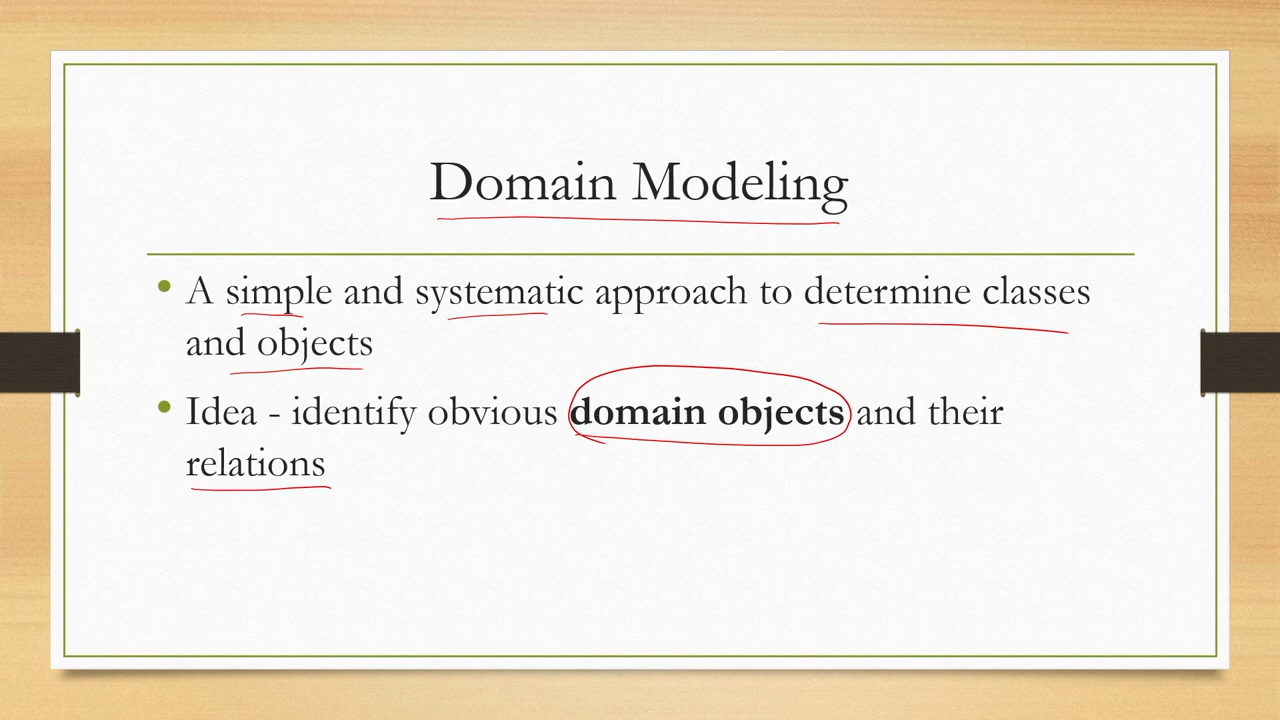 Domain Modeling
• A simple and systematic approach to determine classes
and objects
• Idea - identify obvious domain objects and their
relations